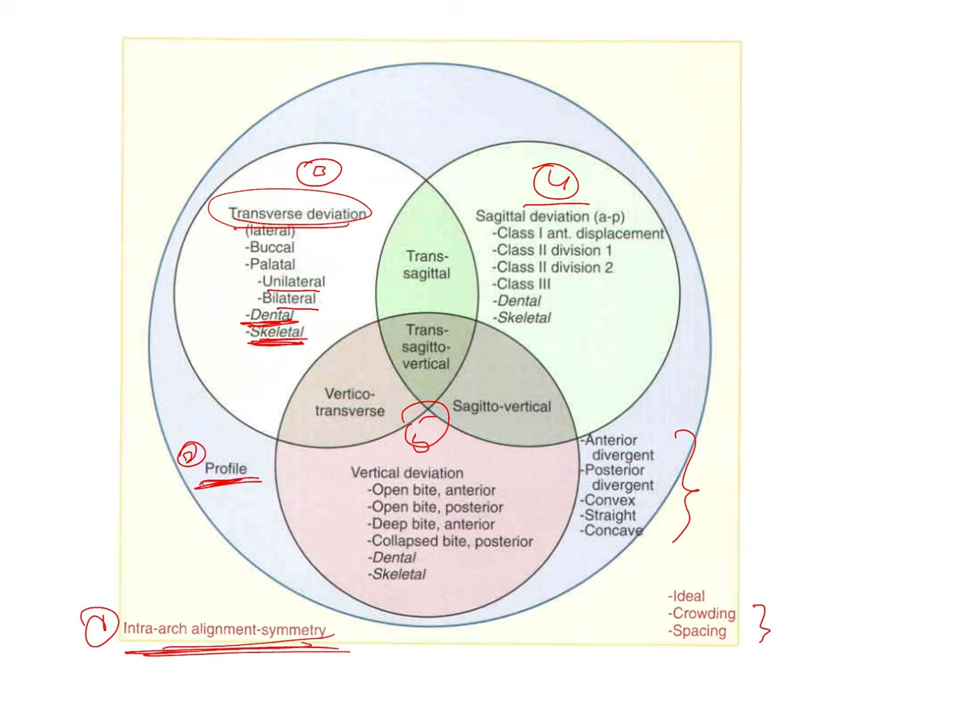 Transverse deviation
(lateral)
-Buccal
-Palatal
-Unilateral
-Bilateral
-Dental
-Skeletal
4
Sagittal deviation (a-p)
-Class I ant. displacement
-Class II division 1
-Class II division 2
-Class III
-Dental
-Skeletal
Trans-
sagittal
Trans-
sagitto-
vertical
Vertico-
transverse
Sagitto-vertical
5
Profile
Vertical deviation
-Open bite, anterior
-Open bite, posterior
-Deep bite, anterior
-Collapsed bite, posterior
-Dental
-Skeletal
-Anterior
divergent
-Posterior
divergent
-Convex
-Straight
-Concave
1
Intra-arch alignment-symmetry
-Ideal
-Crowding
-Spacing